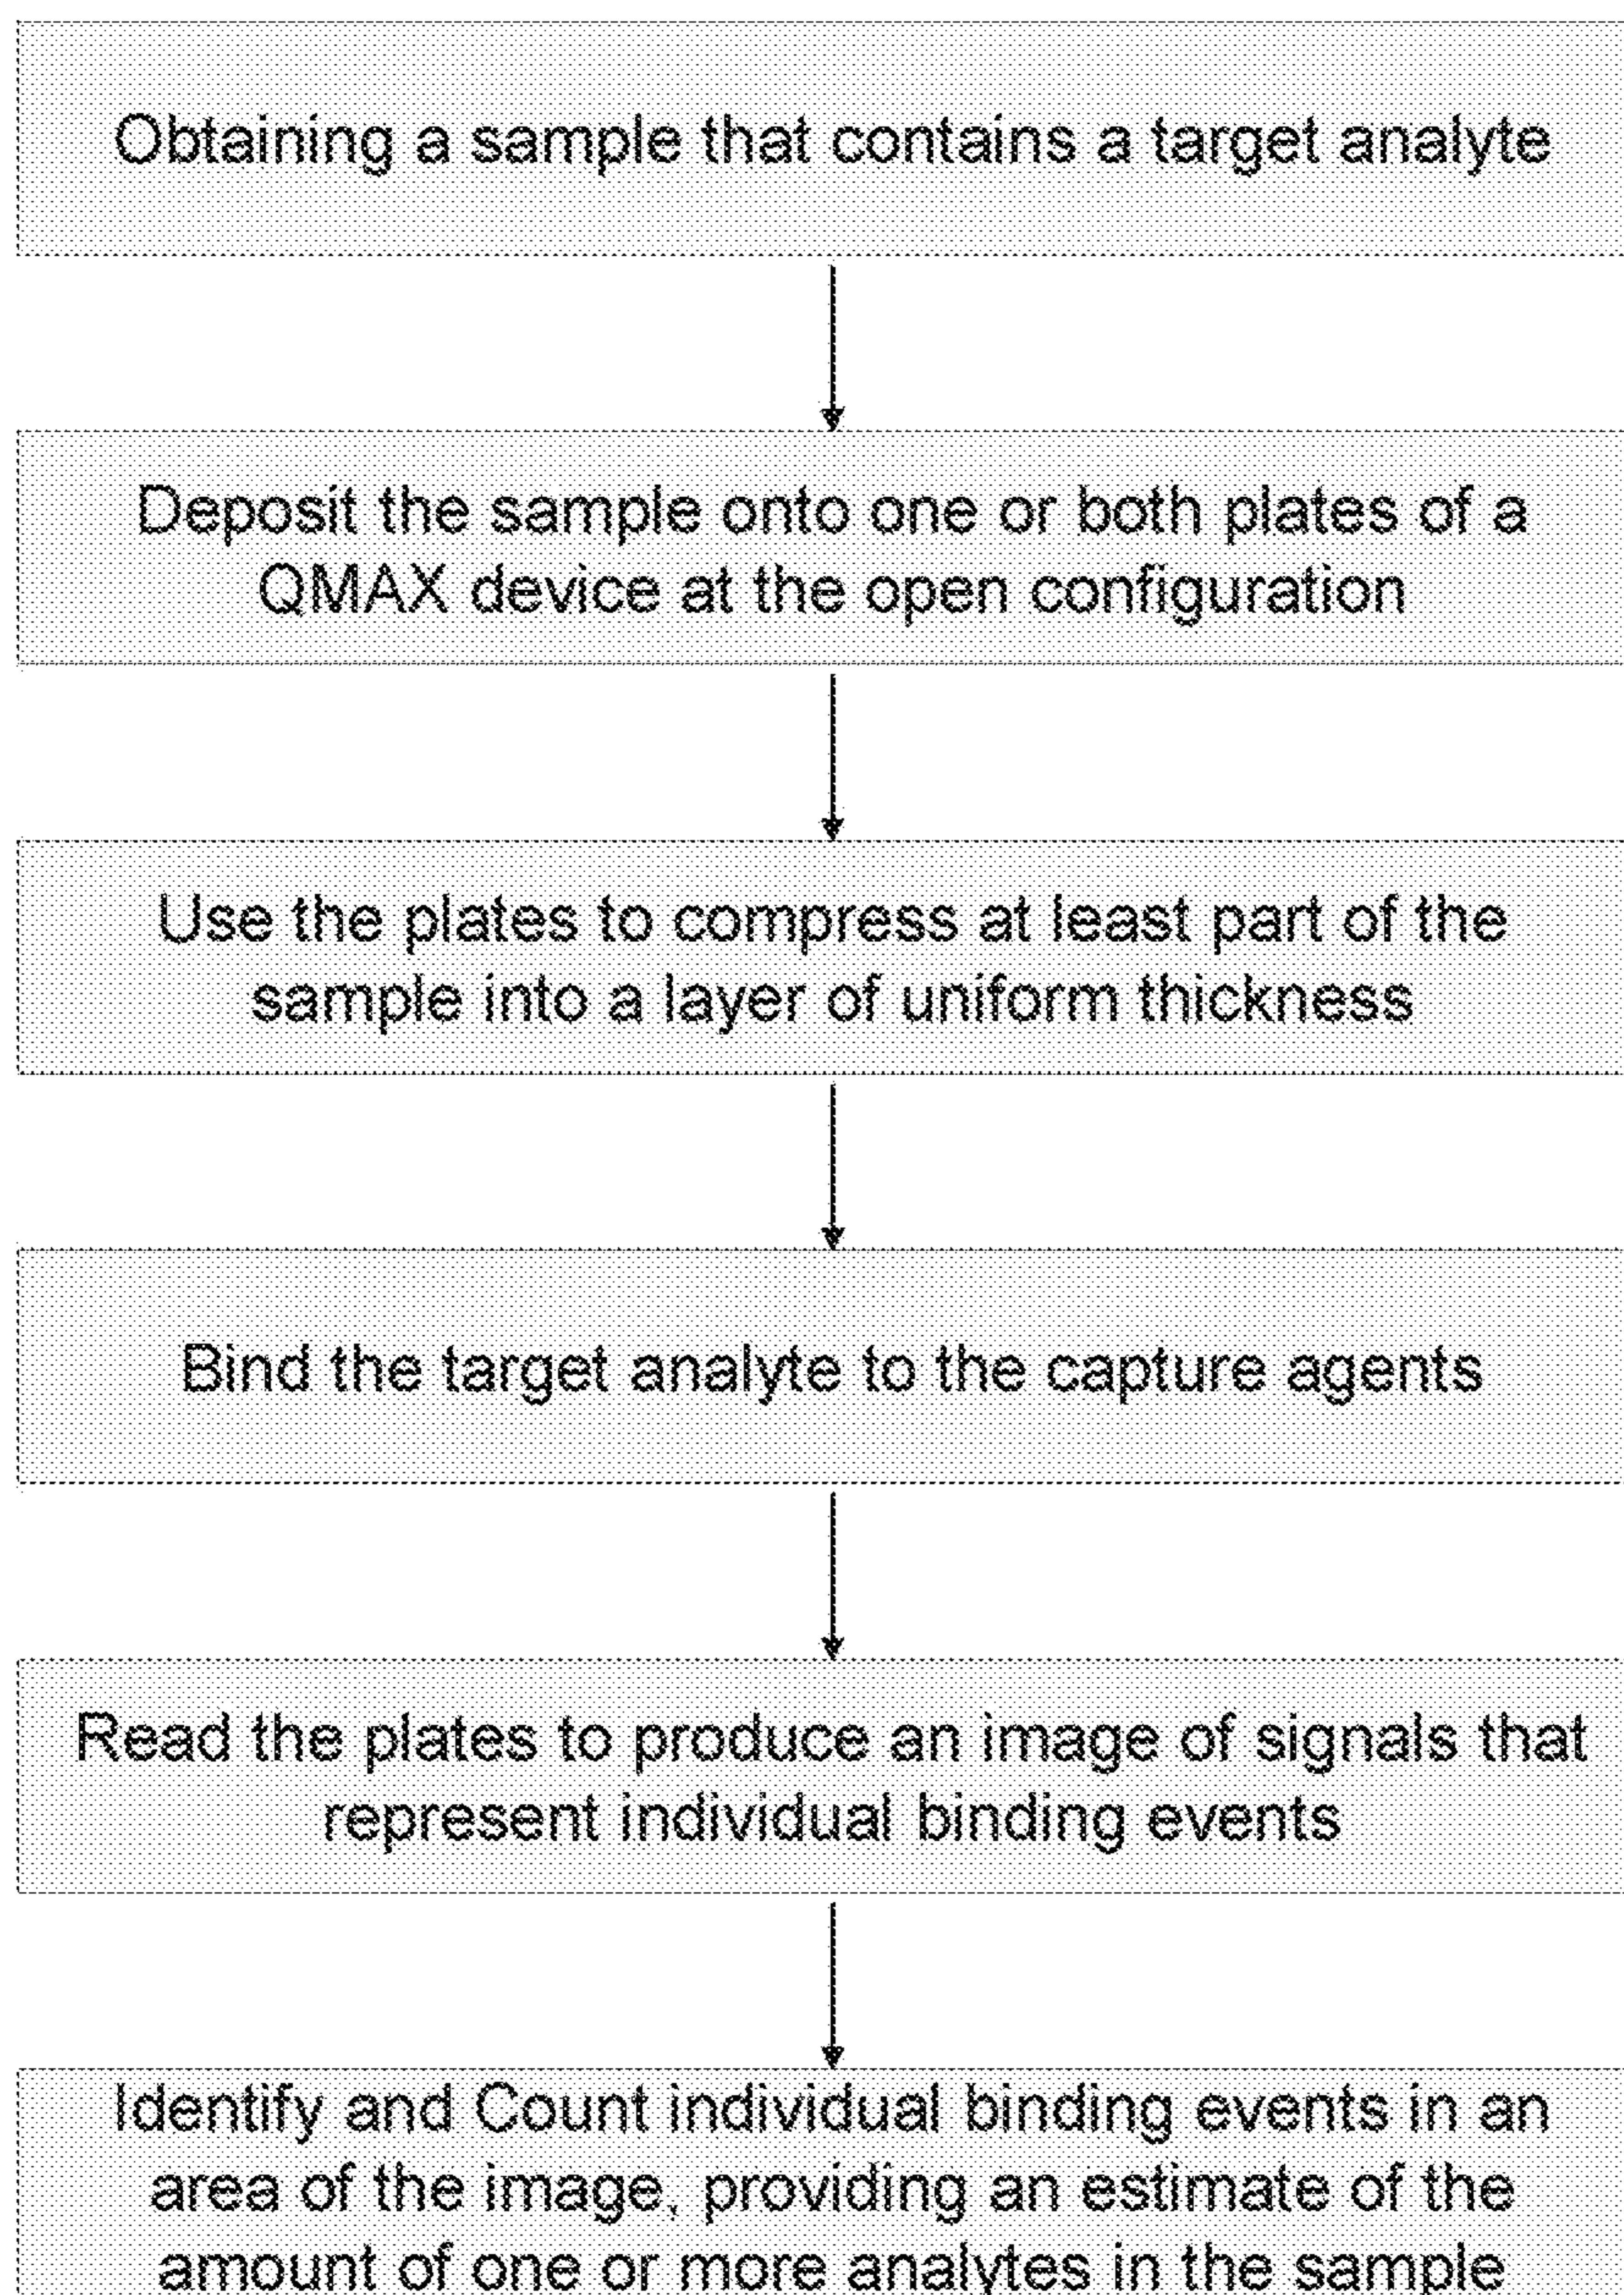 Obtaining a sample that contains a target analyte
Deposit the sample onto one or both plates of a
QMAX device at the open configuration
Use the plates to compress at least part of the
sample into a layer of uniform thickness
Bind the target analyte to the capture agents
Read the plates to produce an image of signals that
represent individual binding events
Identify and Count individual binding events in an
area of the image, providing an estimate of the
amount of one or more analytes in the sample